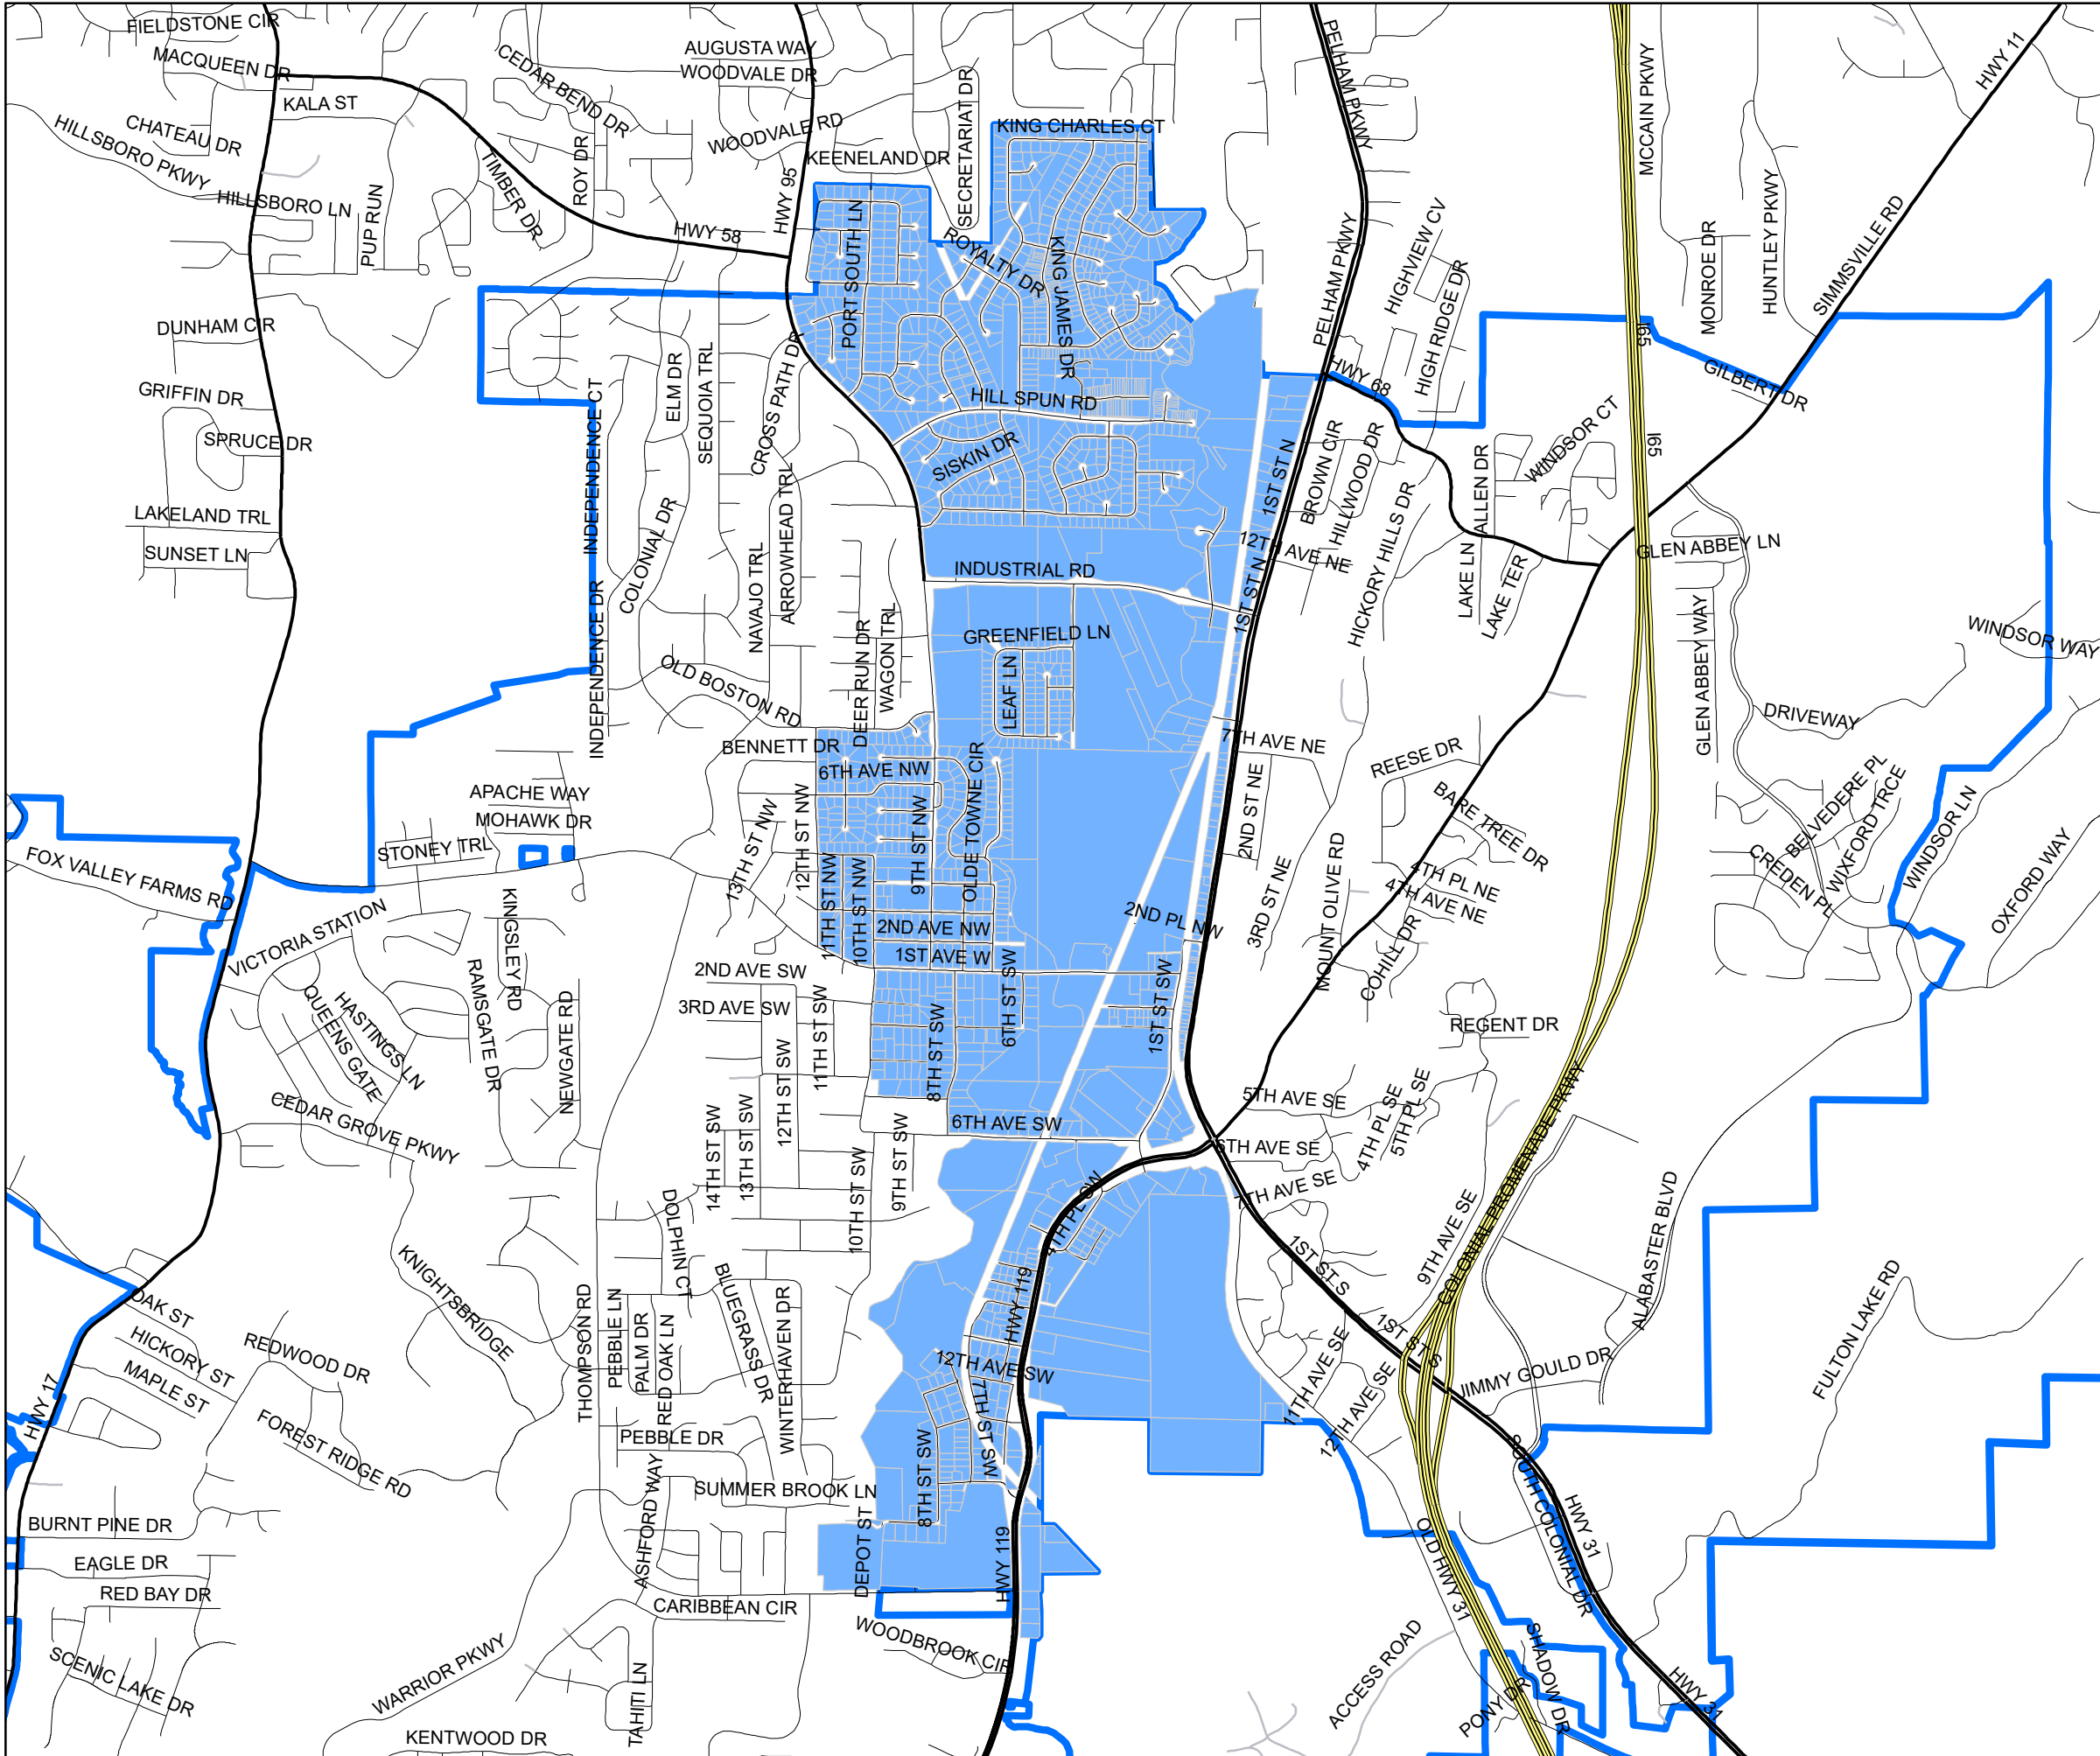 FIELDSTONE CIR
MACQUEEN DR
KALA ST
CHATEAU DR
HILLSBORO PKWY
HILLSBORO LN
PUP RUN
CEDAR BEND DR
AUGUSTA WAY
WOODVALE DR
WOODVALE RD
KEENELAND DR
SECRETARIAT DR
KING CHARLES CT
PELHAM PKWY
MCCAIN PKWY
HWY 11
TIMBER DR
ROY DR
HWY 95
HWY 58
PORT SOUTH LN
ROYALTY DR
KING JAMES DR
PELHAM PKWY
HIGHVIEW CV
HIGH RIDGE DR
MONROE DR
HUNTLEY PKWY
SIMMSVILLE RD
DUNHAM CIR
GRIFFIN DR
SPRUCE DR
LAKELAND TRL
SUNSET LN
INDEPENDENCE CT
ELM DR
SEQUOIA TRL
CROSS PATH DR
HILL SPUN RD
SISKIN DR
HWY 68
I65
GILBERT DR
I65
WINDSOR CT
1ST ST N
BROWN CIR
HILLWOOD DR
ALLEN DR
HICKORY HILLS DR
COLONIAL DR
NAVAJO TRL
ARROWHEAD TRL
INDUSTRIAL RD
12TH AVE NE
1ST ST N
LAKE LN
LAKE TER
GLEN ABBEY LN
GLEN ABBEY WAY
WINDSOR WAY
INDEPENDENCE DR
OLD BOSTON RD
DEER RUN DR
WAGON TRL
GREENFIELD LN
LEAF LN
DRIVEWAY
BENNETT DR
6TH AVE NW
7TH AVE NE
REESE DR
2ND ST NE
BARE TREE DR
APACHE WAY
MOHAWK DR
STONEY TRL
13TH ST NW
12TH ST NW
11TH ST NW
10TH ST NW
9TH ST NW
OLDE TOWNE CIR
3RD ST NE
MOUNT OLIVE RD
4TH PL NE
4TH AVE NE
COHILL DR
BELVEDERE PL
WIXFORD TRCE
CREDEN PL
WINDSOR LN
OXFORD WAY
FOX VALLEY FARMS RD
VICTORIA STATION
KINGSLEY RD
RAMSGATE DR
NEWGATE RD
2ND AVE NW
1ST AVE W
2ND PL NW
2ND AVE SW
3RD AVE SW
HASTINGS LN
QUEENS GATE
11TH ST SW
12TH ST SW
8TH ST SW
6TH ST SW
1ST ST SW
REGENT DR
CEDAR GROVE PKWY
5TH AVE SE
6TH AVE SE
7TH AVE SE
4TH PL SE
5TH PL SE
6TH AVE SW
14TH ST SW
13TH ST SW
10TH ST SW
9TH ST SW
4TH PL SW
9TH AVE SE
COLONIAL PROMENADE PKWY
ALABASTER BLVD
DOLPHIN CT
KNIGHTSBRIDGE
OAK ST
HICKORY ST
MAPLE ST
REDWOOD DR
FOREST RIDGE RD
HWY 17
THOMPSON RD
PEBBLE LN
PALM DR
RED OAK LN
BLUEGRASS DR
WINTERHAVEN DR
HWY 119
12TH AVE SW
7TH ST SW
1ST ST S
1ST ST S
11TH AVE SE
12TH AVE SE
JIMMY GOULD DR
FULTON LAKE RD
PEBBLE DR
ASHFORD WAY
SUMMER BROOK LN
8TH ST SW
DEPOT ST
HWY 119
BURNT PINE DR
EAGLE DR
RED BAY DR
CARIBBEAN CIR
WOODBROOK CIR
OLD HWY 31
SOUTH COLONIAL DR
HWY 31
SCENIC LAKE DR
WARRIOR PKWY
TAHITI LN
KENTWOOD DR
ACCESS ROAD
PONY DR
SHADOW DR
HWY 31